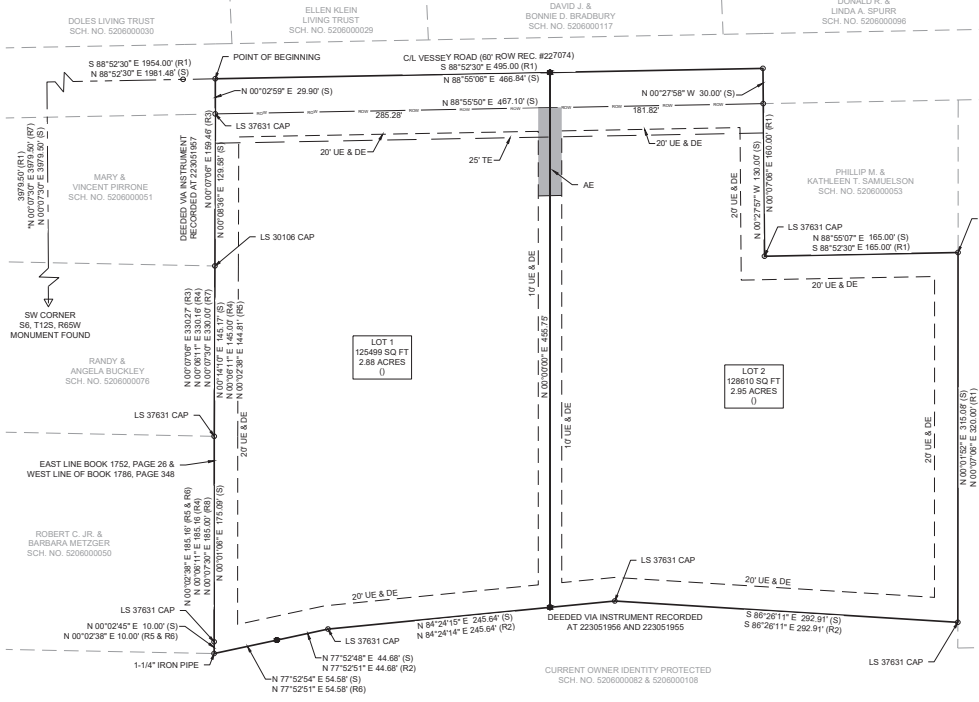 DOLES LIVING TRUST
SCH. NO. 5206000030
ELLEN KLEIN
LIVING TRUST
SCH. NO. 5206000029
DAVID J. &
BONNIE D. BRADBURY
SCH. NO. 5206000117
DONALD R. &
LINDA A. SPURR
SCH. NO. 5206000096
S 88°52'30" E 1954.00' (R1)
N 88°52'30" E 1981.48' (S)
POINT OF BEGINNING
C/L VESSEY ROAD (60' ROW REC. #227074)
S 88°52'30" E 495.00 (R1)
N 88°55'06" E 466.84' (S)
N 00°02'59" E 29.90' (S)
N 00°27'58" W 30.00' (S)
ROW ROW ROW ROW ROW
N 88°55'50" E 467.10' (S)
ROW ROW ROW ROW ROW
285.28'
181.82'
LS 37631 CAP
20' UE & DE
25' TE
20' UE & DE
AE
3979.50' (R1)
"N 00°07'30" E 3979.50' (R7)
N 00°07'30" E 3979.60' (S)
MARY &
VINCENT PIRRONE
SCH. NO. 5206000051
DEEDED VIA INSTRUMENT
RECORDED AT 223051957
N 00°07'06" E 159.46' (R3)
N 00°08'36" E 129.58' (S
20' UE & DE
N 00°27'57" W 130.00' (S)
N 00°07'06" E 160.00' (R1)
PHILLIP M. &
KATHLEEN T. SAMUELSON
SCH. NO. 5206000053
LS 30106 CAP
LS 37631 CAP
N 88°55'07" E 165.00' (S)
S 88°52'30" E 165.00' (R1)
20' UE & DE
SW CORNER
S6, T12S, R65W
MONUMENT FOUND
N 00°07'06" E 330.27' (R3)
N 00°06'11" E 330.16' (R4)
N 00°07'30" E 330.00' (R7)
N 00°14'10" E 145.17' (S)
N 00°06'11" E 145.00' (R4)
N 00°02'38" E 144.81' (R5)
10' UE & DE
N 00°00'00" E 455.75'
LOT 1
125499 SQ FT
2.88 ACRES
()
LOT 2
128610 SQ FT
2.95 ACRES
()
RANDY &
ANGELA BUCKLEY
SCH. NO. 5206000076
LS 37631 CAP
20' UE & DE
10' UE & DE
20' UE & DE
N 00°01'52" E 315.08' (S)
N 00°07'06" E 320.00' (R1)
EAST LINE BOOK 1752, PAGE 26 &
WEST LINE OF BOOK 1786, PAGE 348
ROBERT C. JR. &
BARBARA METZGER
SCH. NO. 5206000050
N 00°02'38" E 185.16' (R5 & R6)
N 00°06'11" E 185.16 (R4)
N 00°07'30" E 185.00' (R8)
N 00°01'06" E 175.09' (S)
LS 37631 CAP
20' UE & DE
20' UE & DE
LS 37631 CAP
N 00°02'45" E 10.00' (S)
N 00°02'38" E 10.00' (R5 & R6)
N 84°24'15" E 245.64' (S)
N 84°24'14" E 245.64' (R2)
DEEDED VIA INSTRUMENT RECORDED
AT 223051956 AND 223051955
S 86°26'11" E 292.91' (S)
S 86°26'11" E 292.91' (R2)
LS 37631 CAP
1-1/4" IRON PIPE
N 77°52'48" E 44.68' (S)
N 77°52'51" E 44.68' (R2)
LS 37631 CAP
N 77°52'54" E 54.58' (S)
N 77°52'51" E 54.58' (R6)
CURRENT OWNER IDENTITY PROTECTED
SCH. NO. 5206000082 & 5206000108